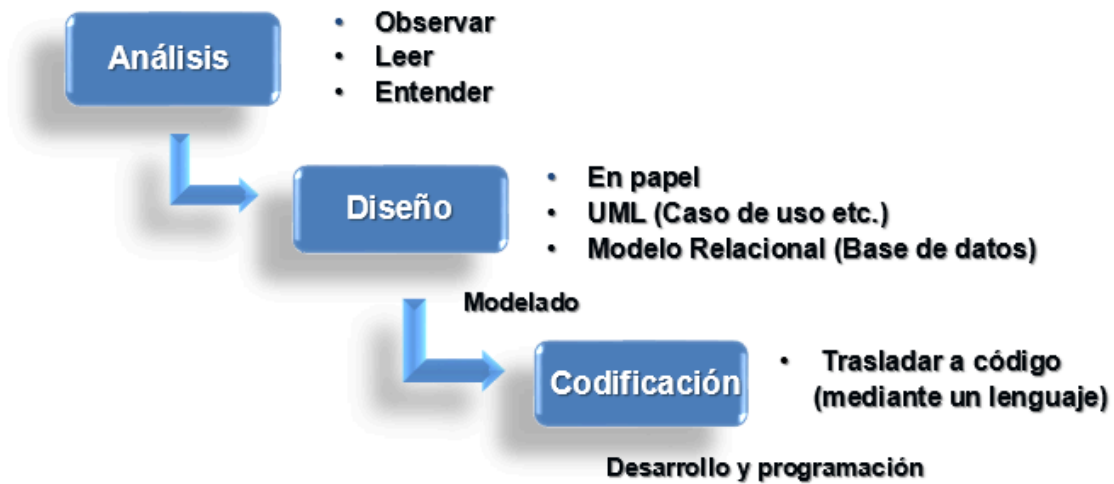 Análisis
• Observar
• Leer
• Entender
Diseño
• En papel
• UML (Caso de uso etc.)
• Modelo Relacional (Base de datos)
Modelado
Codificación
• Trasladar a código
(mediante un lenguaje)
Desarrollo y programación